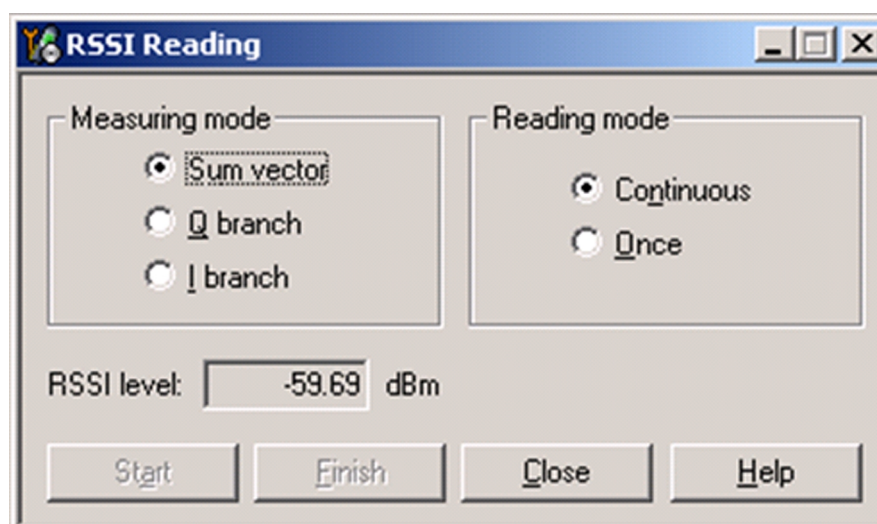 RSSI Reading
Measuring mode
Sum vector
Q branch
I branch
Reading mode
Continuous
Once
RSSI level: -59.69 dBm
Start Finish Close Help